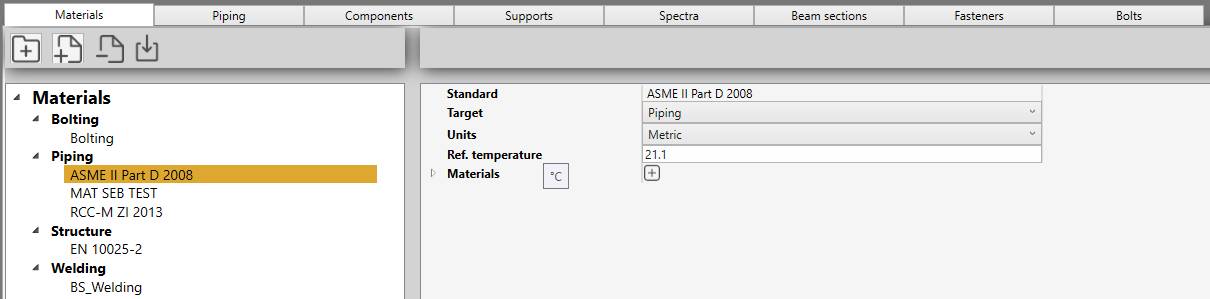 Materials Piping Components Supports Spectra Beam sections Fasteners Bolts
Materials
Bolting
Bolting
Piping
ASME II Part D 2008
MAT SEB TEST
RCC-M ZI 2013
Structure
EN 10025-2
Welding
BS_Welding
Standard ASME II Part D 2008
Target Piping
Units Metric
Ref. temperature 21.1
Materials
°C